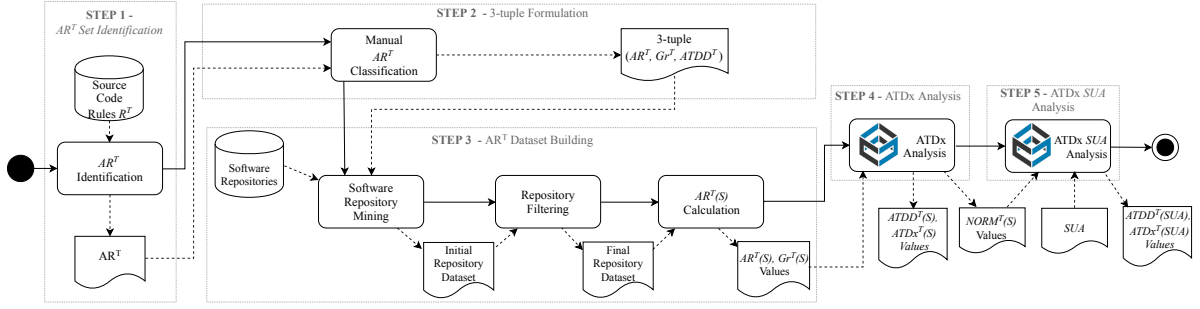 STEP 1 -
AR^T Set Identification
Source
Code
Rules R^T
AR^T
Identification
AR^T
STEP 2 - 3-tuple Formulation
Manual
AR^T
Classification
3-tuple
(AR^T, Gr^T, ATDD^T)
STEP 3 - AR^T Dataset Building
Software
Repositories
Software
Repository
Mining
Initial
Repository
Dataset
Repository
Filtering
Final
Repository
Dataset
AR^T(S)
Calculation
AR^T(S), Gr^T(S)
Values
STEP 4 - ATDx Analysis
ATDx
Analysis
ATDD^T(S),
ATDx^T(S)
Values
NORM^T(S)
Values
STEP 5 - ATDx SUA
Analysis
ATDx SUA
Analysis
SUA
ATDD^T(SUA),
ATDx^T(SUA)
Values